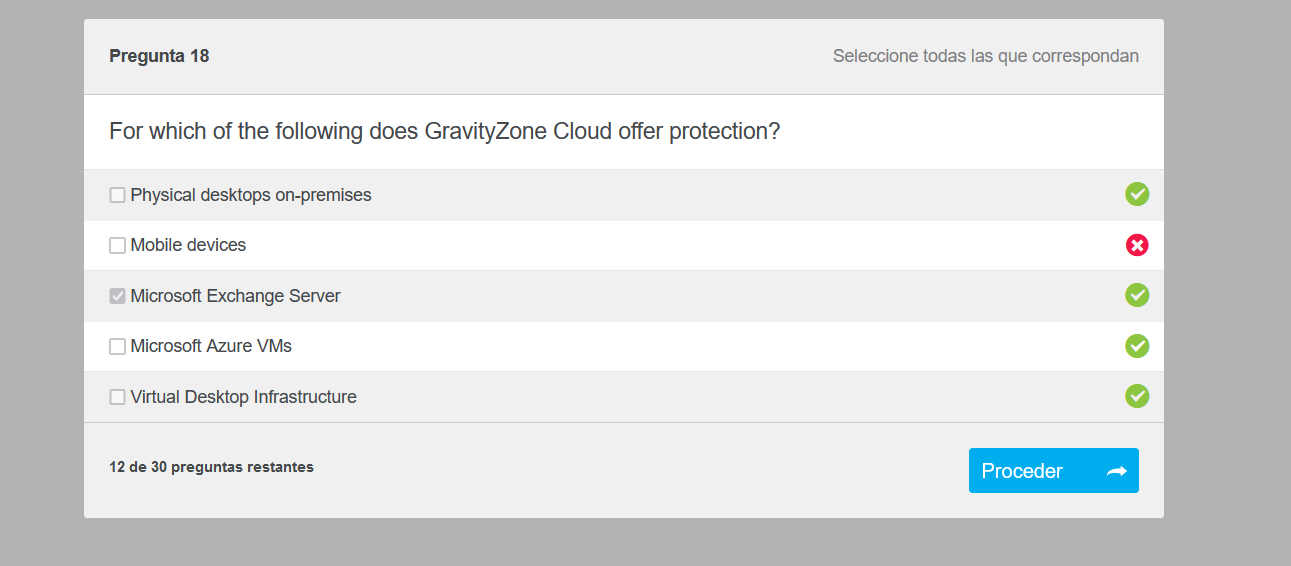 Pregunta 18
Seleccione todas las que correspondan
For which of the following does GravityZone Cloud offer protection?
Physical desktops on-premises
Mobile devices
Microsoft Exchange Server
Microsoft Azure VMs
Virtual Desktop Infrastructure
12 de 30 preguntas restantes
Proceder